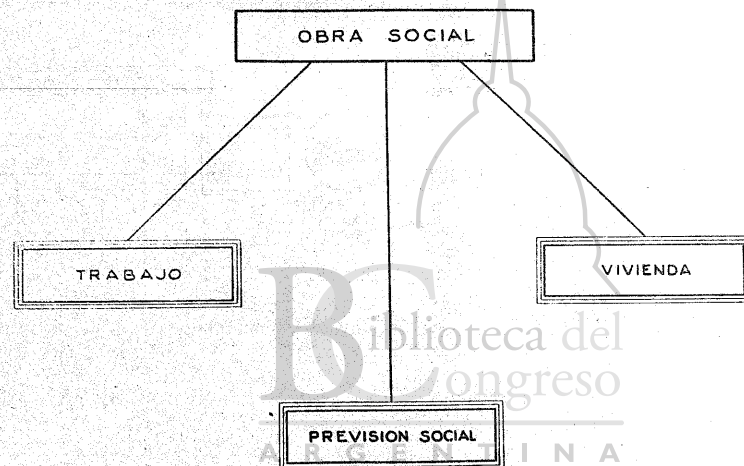 OBRA SOCIAL
TRABAJO
VIVIENDA
Biblioteca del
Congreso
PREVISION SOCIAL
ARGENTINA